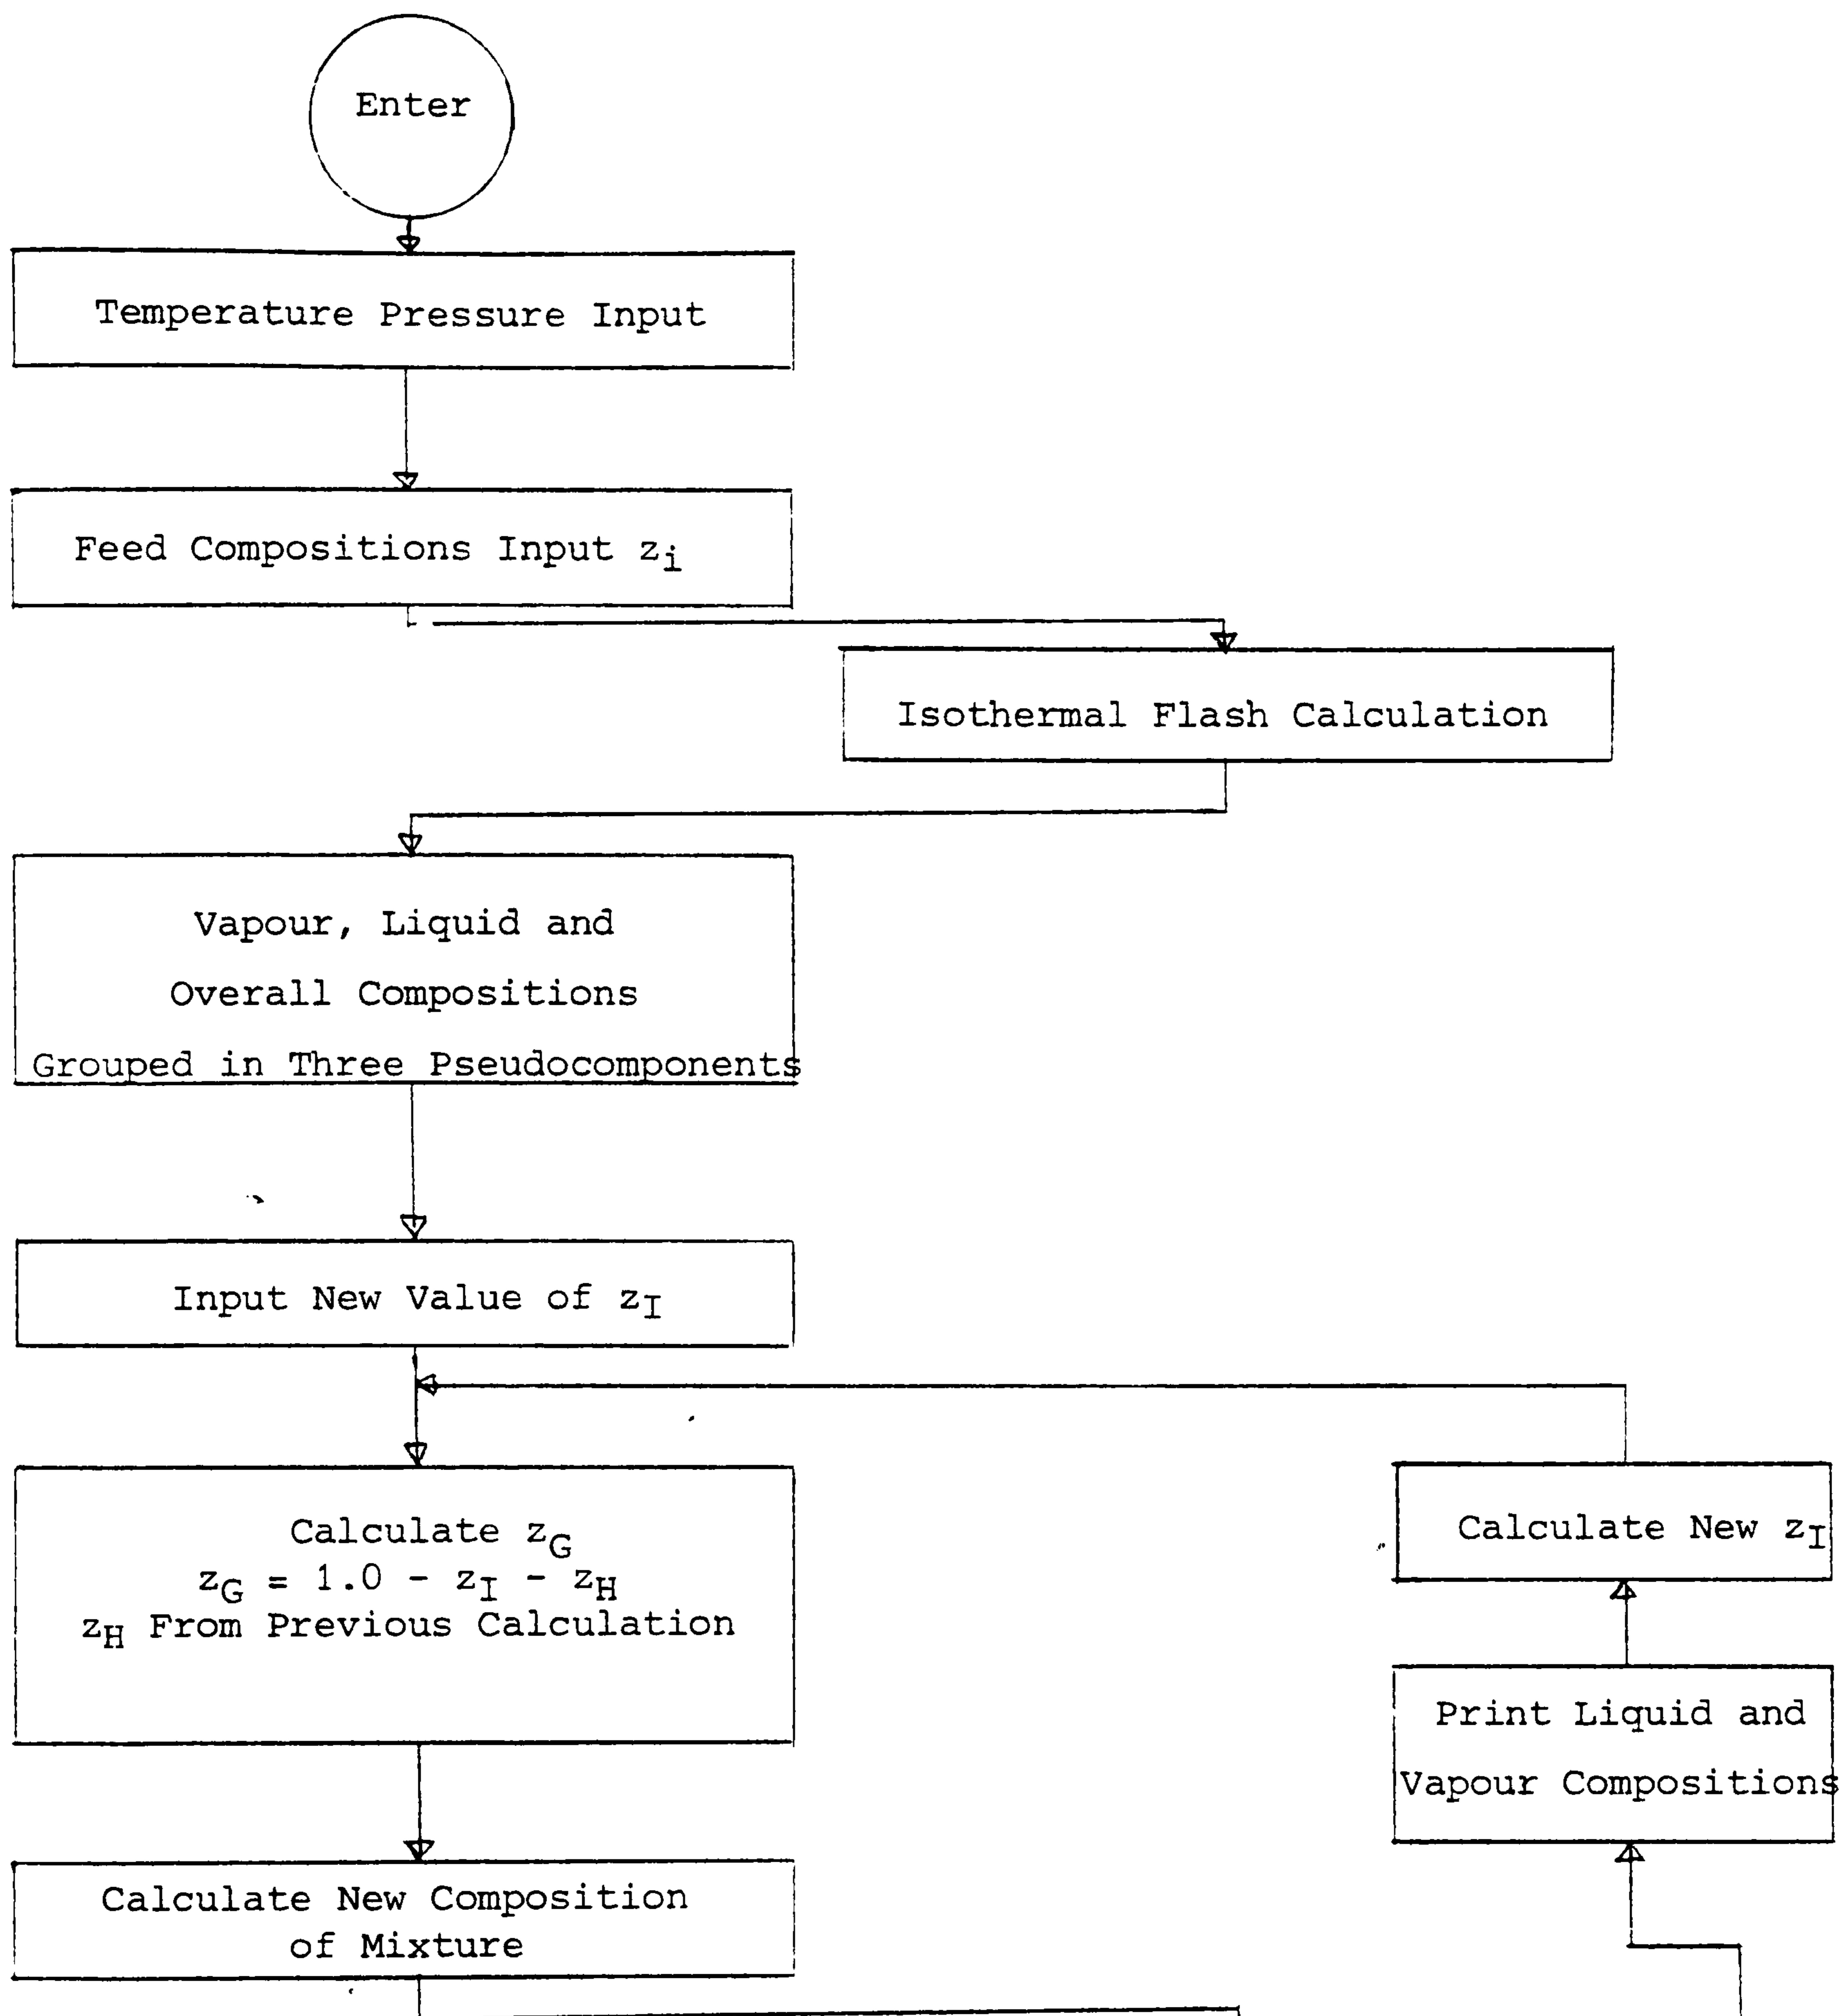 Enter
Temperature Pressure Input
Feed Compositions Input zi
Isothermal Flash Calculation
Vapour, Liquid and
Overall Compositions
Grouped in Three Pseudocomponents
Input New Value of zI
Calculate zG
zG = 1.0 - zI - zH
zH From Previous Calculation
Calculate New zI
Print Liquid and
Vapour Compositions
Calculate New Composition
of Mixture